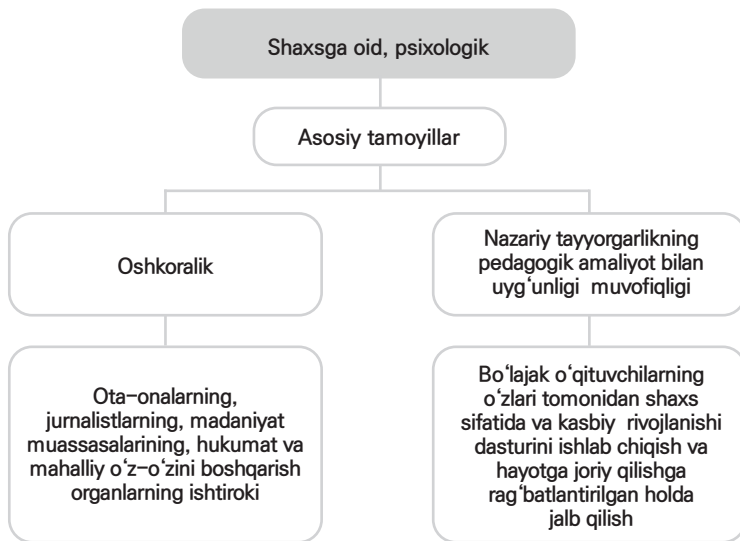 Shaxsga oid, psixologik
Asosiy tamoyillar
Oshkoralik
Nazariy tayyorgarlikning
pedagogik amaliyot bilan
uyg‘unligi muvofiqligi
Ota-onalarning,
jurnalistlarning, madaniyat
muassasalarining, hukumat va
mahalliy o‘z-o‘zini boshqarish
organlarning ishtiroki
Bo‘lajak o‘qituvchilarning
o‘zlari tomonidan shaxs
sifatida va kasbiy rivojlanishi
dasturini ishlab chiqish va
hayotga joriy qilishga
rag‘batlantirilgan holda
jalb qilish